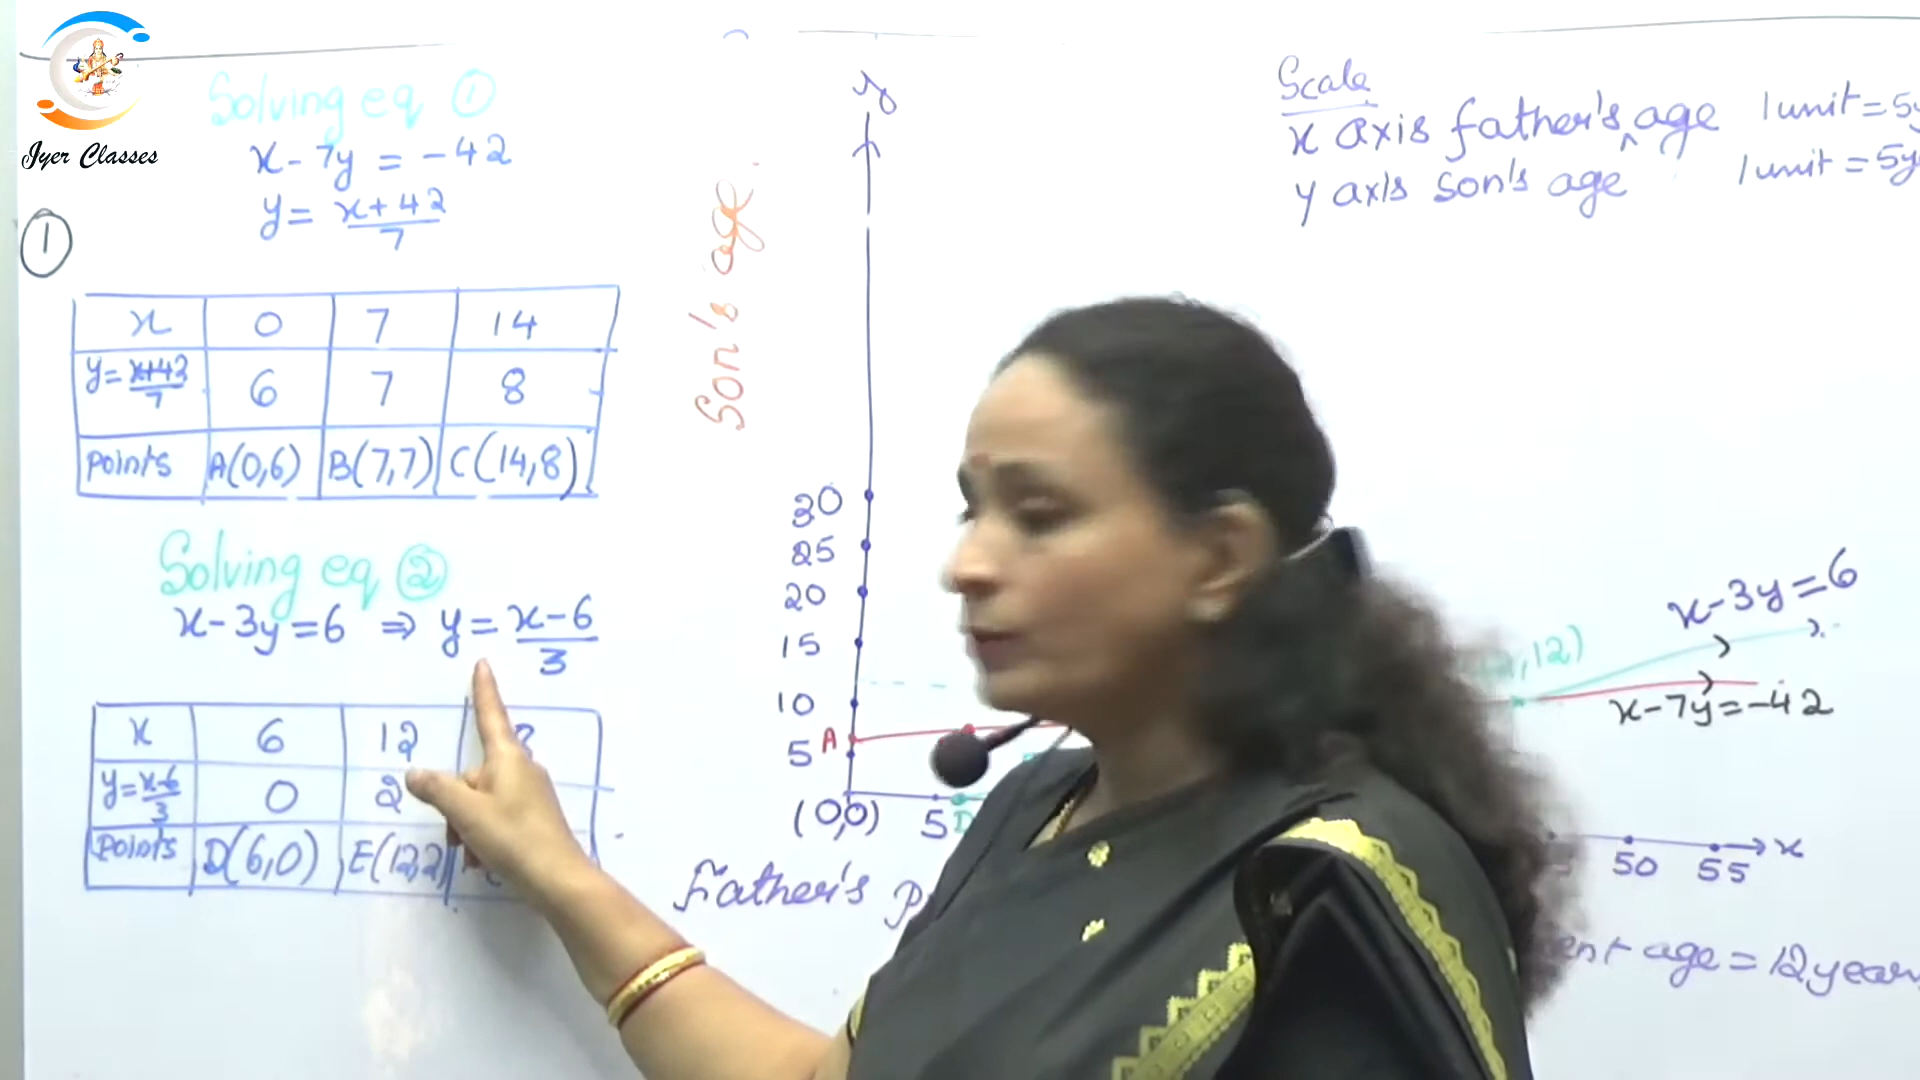 Iyer Classes
Solving eq ①
x - 7y = -42
y = x+42/7
①
x 0 7 14
y=x+42/7 6 7 8
points A(0,6) B(7,7) C(14,8)
Solving eq ②
x - 3y = 6 ⇒ y = x-6/3
x 6 12
y=x-6/3 0 2
points D(6,0) E(12,2)
Son's age.
y
30
25
20
15
10
5 A
(0,0) 5 D
50 55 x
Scale
x axis father's age 1 unit = 5y
y axis son's age 1 unit = 5y
,12)
x-3y=6
x-7y=-42
Father's
age = 12 years